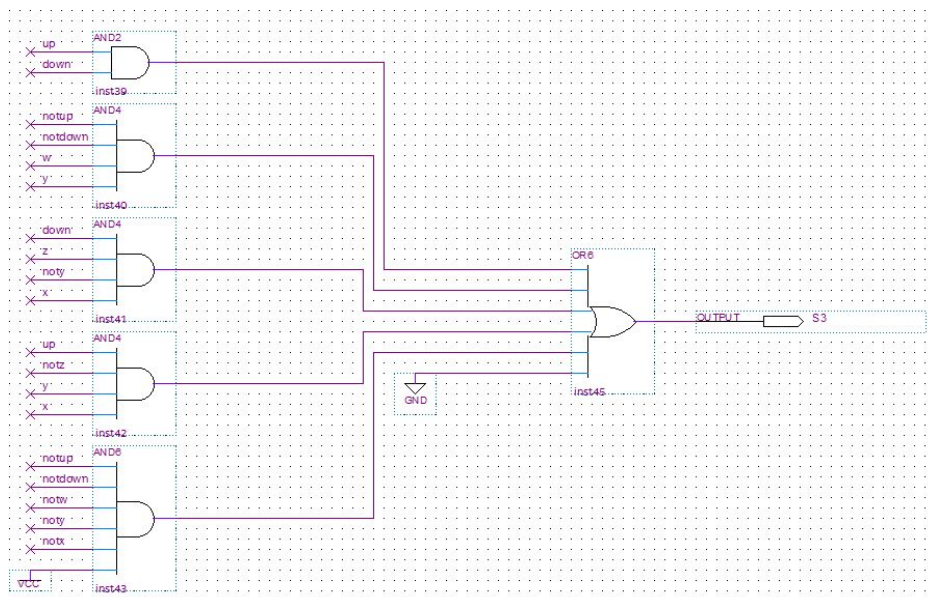 AND2
up
down
inst39
AND4
notup
notdown
w
y
inst40
AND4
down
z
noty
x
inst41
AND4
up
notz
y
x
inst42
AND6
notup
notdown
notw
noty
notx
VCC
inst43
OR6
GND
inst45
OUTPUT S3